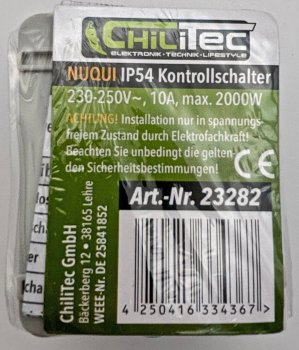 CHiLiTEC
ELEKTRONIK•TECHNIK•LIFESTYLE
NUQUI IP54 Kontrollschalter
230-250V~, 10A, max. 2000W
ACHTUNG! Installation nur in spannungs-
freiem Zustand durch Elektrofachkraft!
Beachten Sie unbedingt die gelten-
den Sicherheitsbestimmungen!
CE
Art.-Nr. 23282
ChiliTec GmbH
Bäckerberg 12 • 38165 Lehre
WEEE-Nr. DE 25841852
4 250416 334367 >